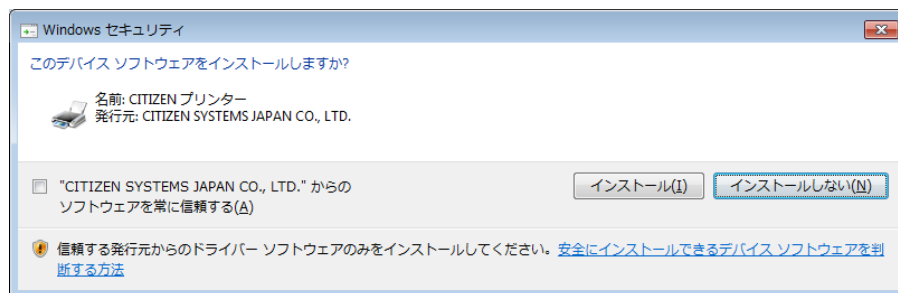 Windows セキュリティ
このデバイス ソフトウェアをインストールしますか?
名前: CITIZEN プリンター
発行元: CITIZEN SYSTEMS JAPAN CO., LTD.
"CITIZEN SYSTEMS JAPAN CO., LTD." からの
ソフトウェアを常に信頼する(A)
インストール(I)
インストールしない(N)
信頼する発行元からのドライバー ソフトウェアのみをインストールしてください。安全にインストールできるデバイス ソフトウェアを判
断する方法